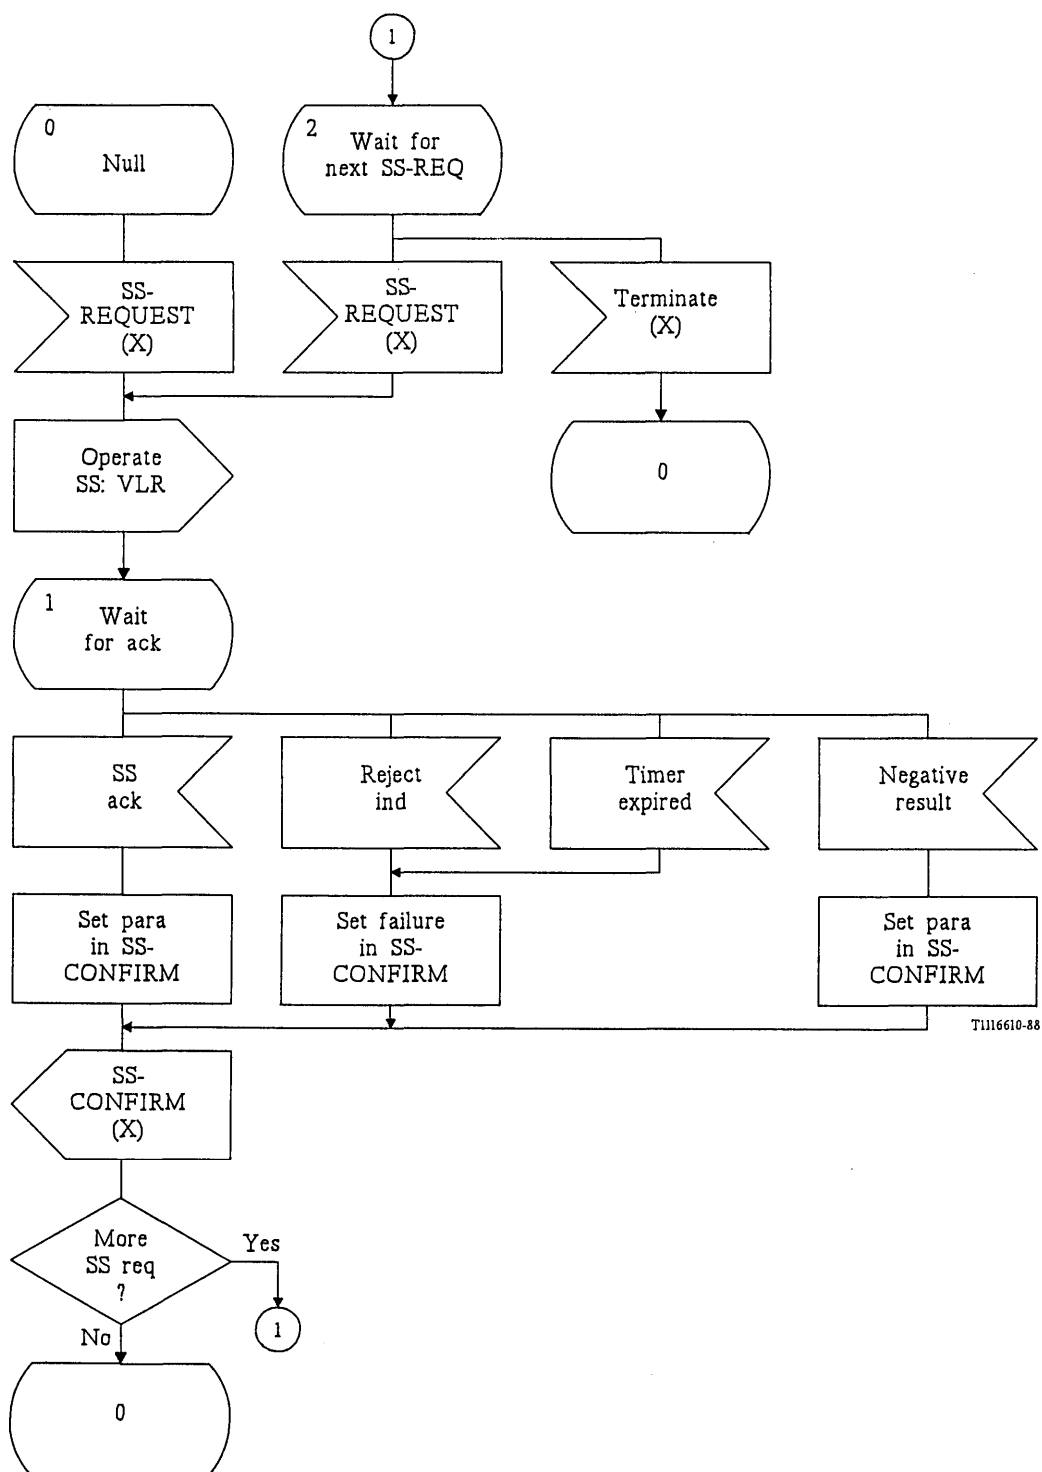 1
0
Null
2
Wait for
next SS-REQ
SS-
REQUEST
(X)
SS-
REQUEST
(X)
Terminate
(X)
Operate
SS: VLR
0
1
Wait
for ack
SS
ack
Reject
ind
Timer
expired
Negative
result
Set para
in SS-
CONFIRM
Set failure
in SS-
CONFIRM
Set para
in SS-
CONFIRM
T1116610-88
SS-
CONFIRM
(X)
More
SS req
?
Yes
1
No
0